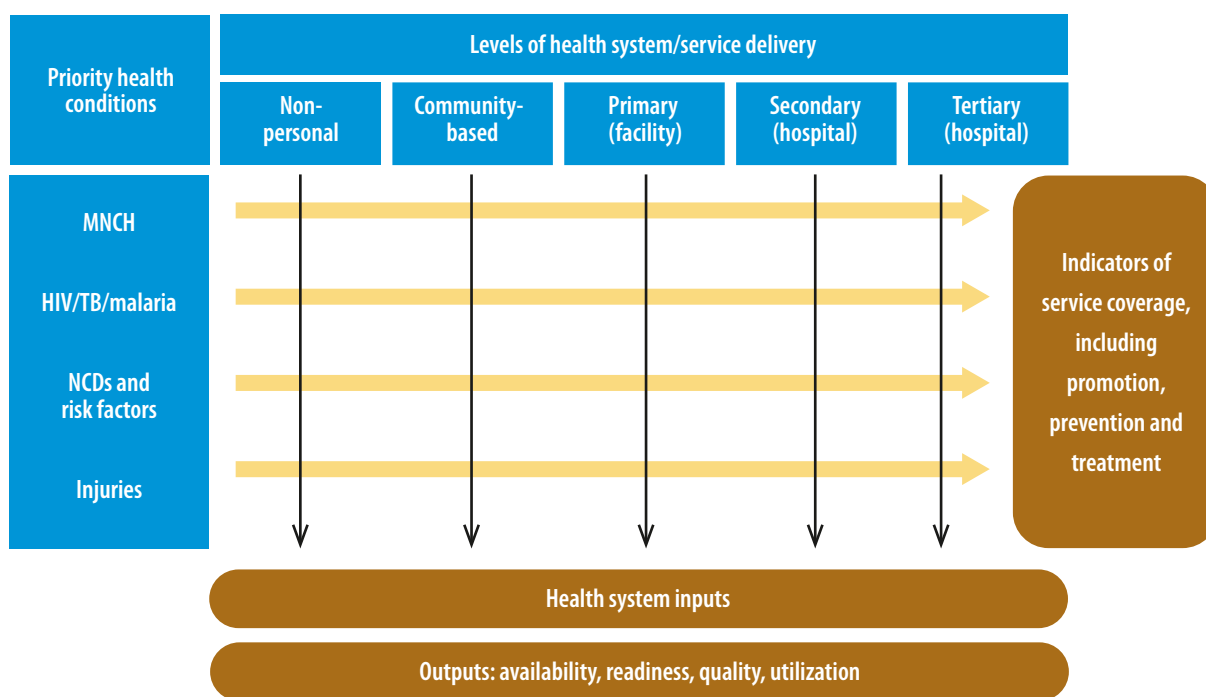 Priority health
conditions
Levels of health system/service delivery
Non-
personal
Community-
based
Primary
(facility)
Secondary
(hospital)
Tertiary
(hospital)
MNCH
HIV/TB/malaria
NCDs and
risk factors
Injuries
Indicators of
service coverage,
including
promotion,
prevention and
treatment
Health system inputs
Outputs: availability, readiness, quality, utilization